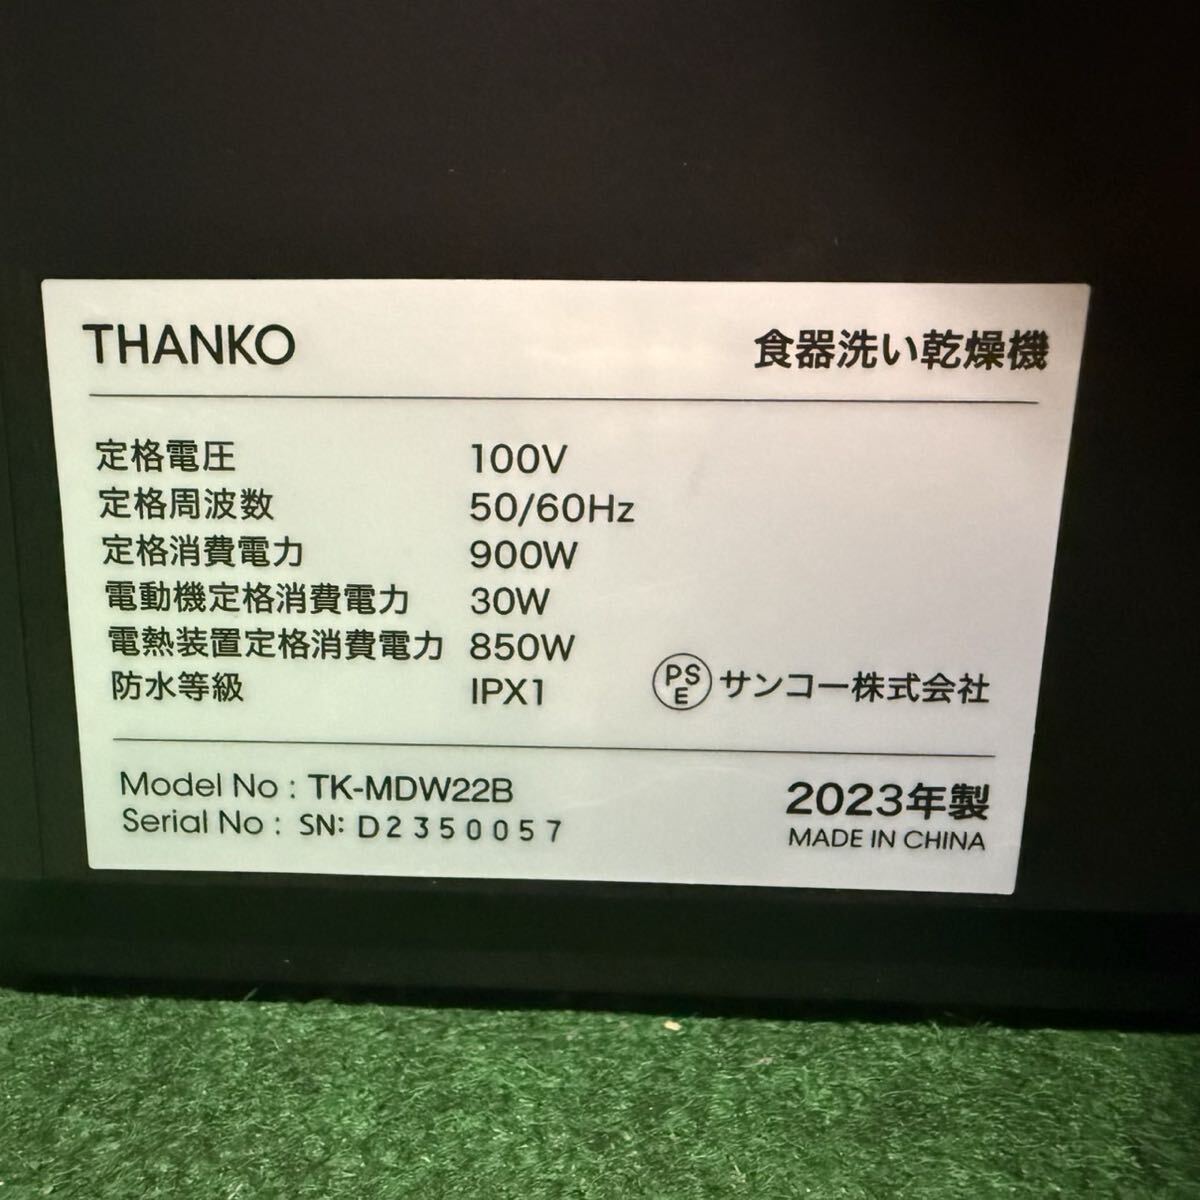 THANKO 食器洗い乾燥機
定格電圧 100V
定格周波数 50/60Hz
定格消費電力 900W
電動機定格消費電力 30W
電熱装置定格消費電力 850W
防水等級 IPX1 PSE サンコー株式会社
Model No : TK-MDW22B 2023年製
Serial No : SN: D2350057 MADE IN CHINA